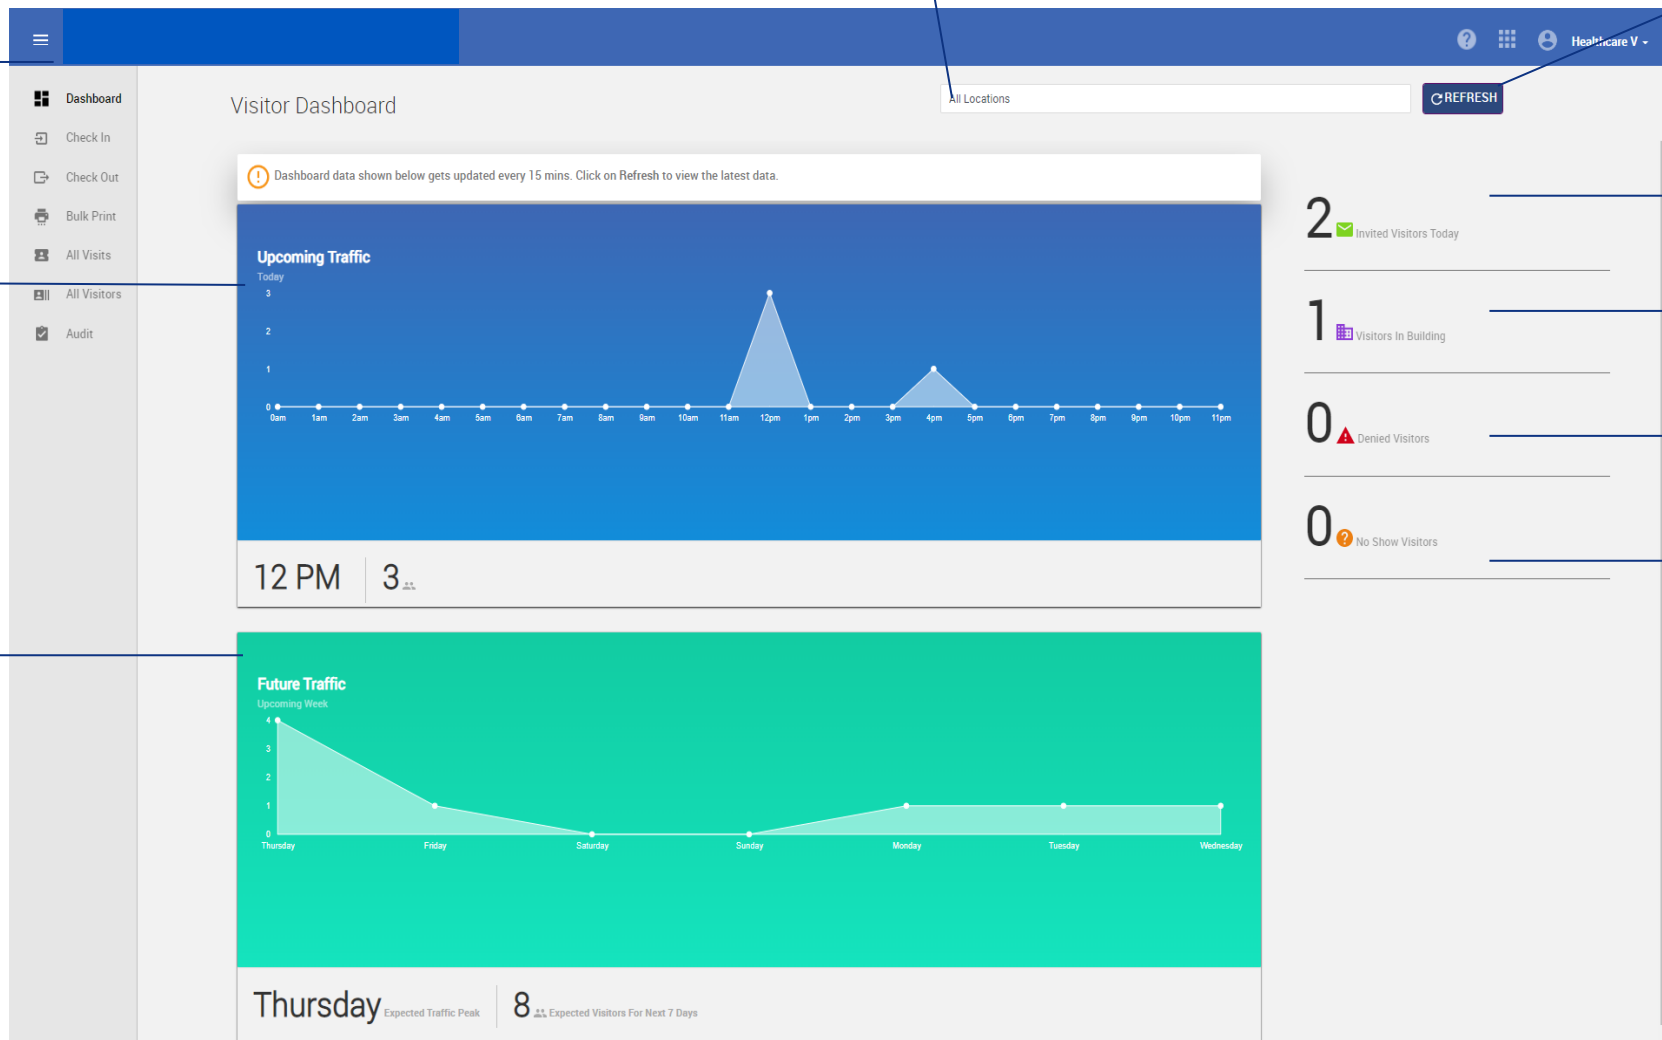 Healthcare V
Dashboard
Check In
Check Out
Bulk Print
All Visits
All Visitors
Audit
Visitor Dashboard
All Locations
REFRESH
Dashboard data shown below gets updated every 15 mins. Click on Refresh to view the latest data.
Upcoming Traffic
Today
3
2
1
0
0am 1am 2am 3am 4am 5am 6am 7am 8am 9am 10am 11am 12pm 1pm 2pm 3pm 4pm 5pm 6pm 7pm 8pm 9pm 10pm 11pm
12 PM 3
Future Traffic
Upcoming Week
4
3
2
1
0
Thursday Friday Saturday Sunday Monday Tuesday Wednesday
Thursday Expected Traffic Peak 8 Expected Visitors For Next 7 Days
2 Invited Visitors Today
1 Visitors In Building
0 Denied Visitors
0 No Show Visitors